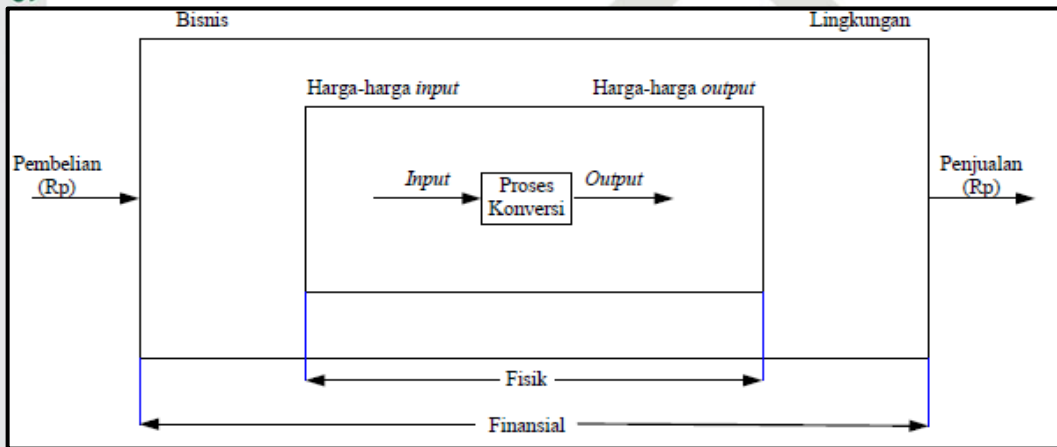 Bisnis
Lingkungan
Harga-harga input
Harga-harga output
Pembelian
(Rp)
Input
Proses
Konversi
Output
Penjualan
(Rp)
Fisik
Finansial